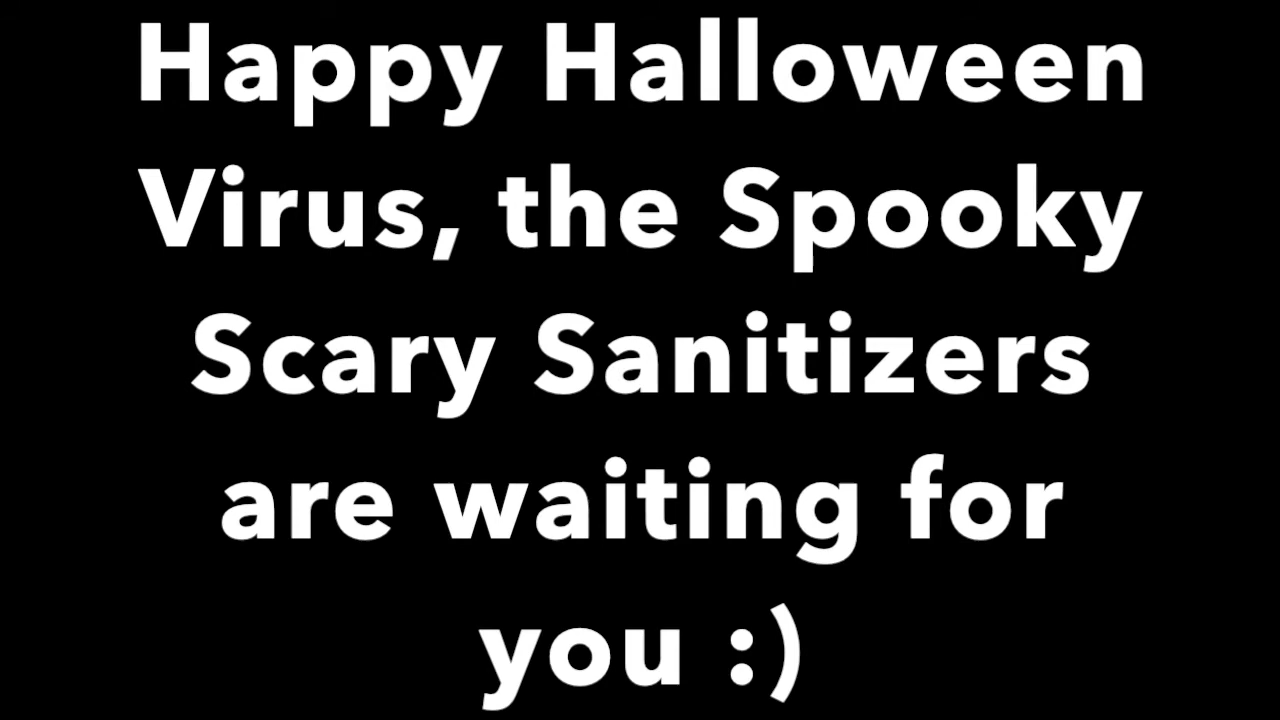 Happy Halloween
Virus, the Spooky
Scary Sanitizers
are waiting for
you :)